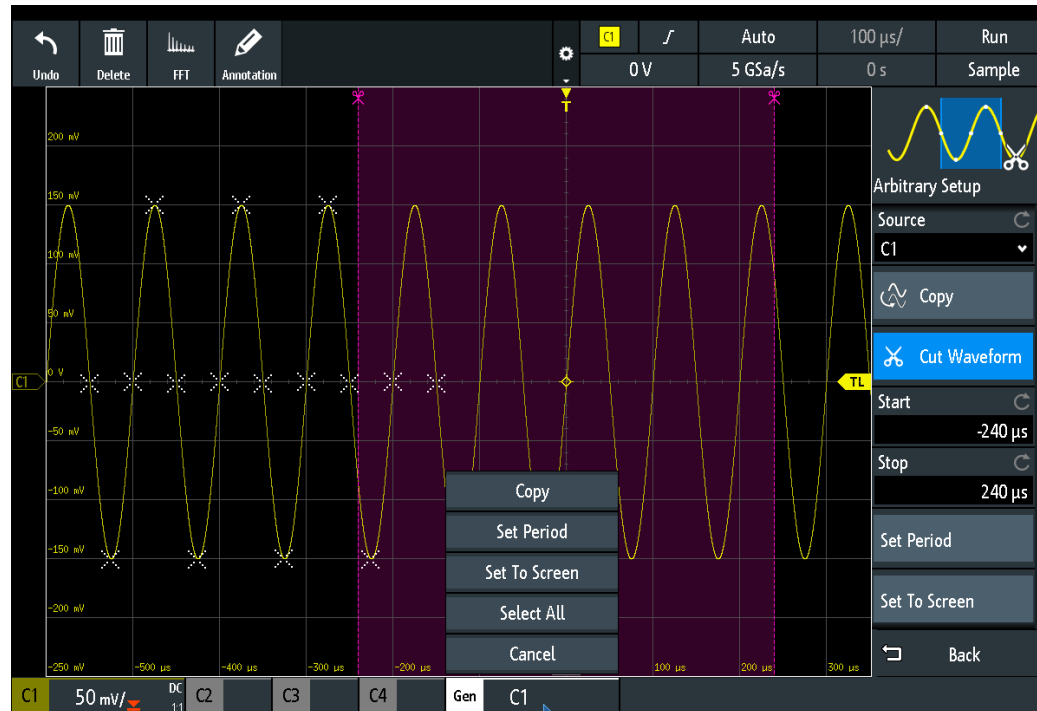 C1 Auto 100 µs/ Run
Undo Delete FFT Annotation 0 V 5 GSa/s 0 s Sample
T
200 mV
150 mV
100 mV
50 mV
0 V
-50 mV
-100 mV
-150 mV
-200 mV
-250 mV -500 µs -400 µs -300 µs -200 µs 100 µs 200 µs 300 µs
C1
TL
Copy
Set Period
Set To Screen
Select All
Cancel
Arbitrary Setup
Source
C1
Copy
Cut Waveform
Start
-240 µs
Stop
240 µs
Set Period
Set To Screen
Back
C1 50 mV/ DC 1:1 C2 C3 C4 Gen C1